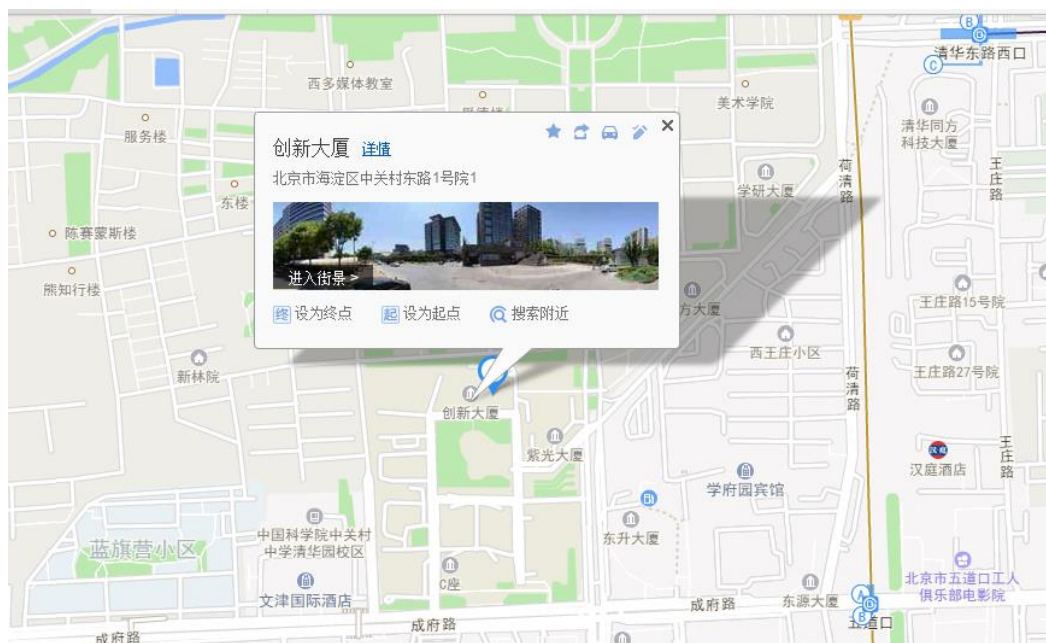 B
D
清华东路西口
C
西多媒体教室
美术学院
服务楼
清华同方
科技大厦
创新大厦 详情
北京市海淀区中关村东路1号院1
进入街景 >
终 设为终点
起 设为起点
搜索附近
荷清路
王庄路
学研大厦
东楼
陈赛蒙斯楼
熊知行楼
方大厦
王庄路15号院
西王庄小区
新林院
荷清路
王庄路27号院
创新大厦
紫光大厦
王庄路
汉庭
汉庭酒店
学府园宾馆
中国科学院中关村
中学清华园校区
东升大厦
蓝旗营小区
C座
北京市五道口工人
俱乐部电影院
文津国际酒店
成府路
东源大厦
A
D
B
五道口
成府路
成府路